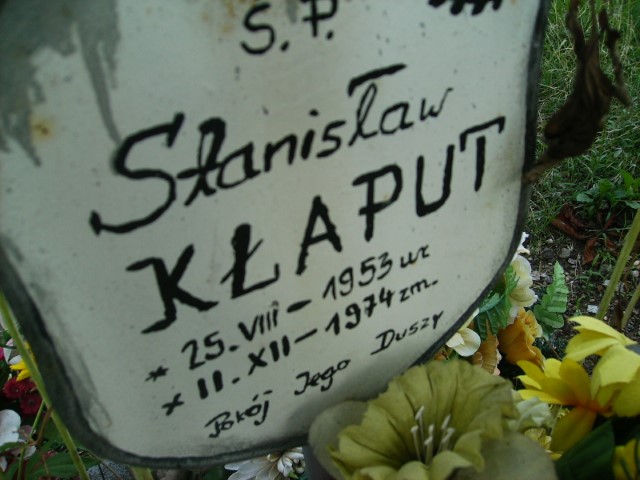 S.P.
Stanisław
KŁAPUT
* 25.VIII-1953 ur
x 11.XII-1974 zm.
Pokój Jego Duszy